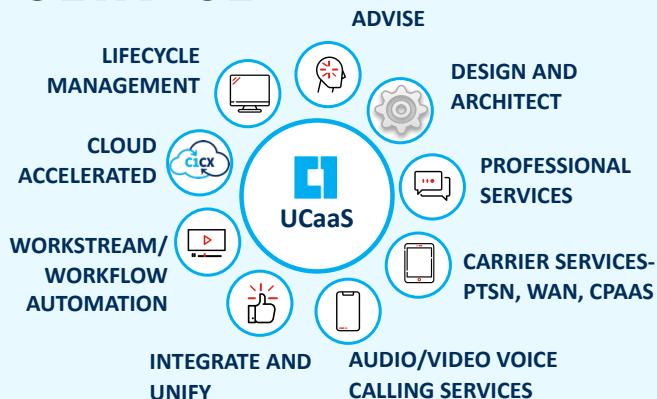 ADVISE
LIFECYCLE
MANAGEMENT
DESIGN AND
ARCHITECT
CLOUD
ACCELERATED
C1CX
PROFESSIONAL
SERVICES
UCaaS
WORKSTREAM/
WORKFLOW
AUTOMATION
CARRIER SERVICES-
PTSN, WAN, CPAAS
INTEGRATE AND
UNIFY
AUDIO/VIDEO VOICE
CALLING SERVICES